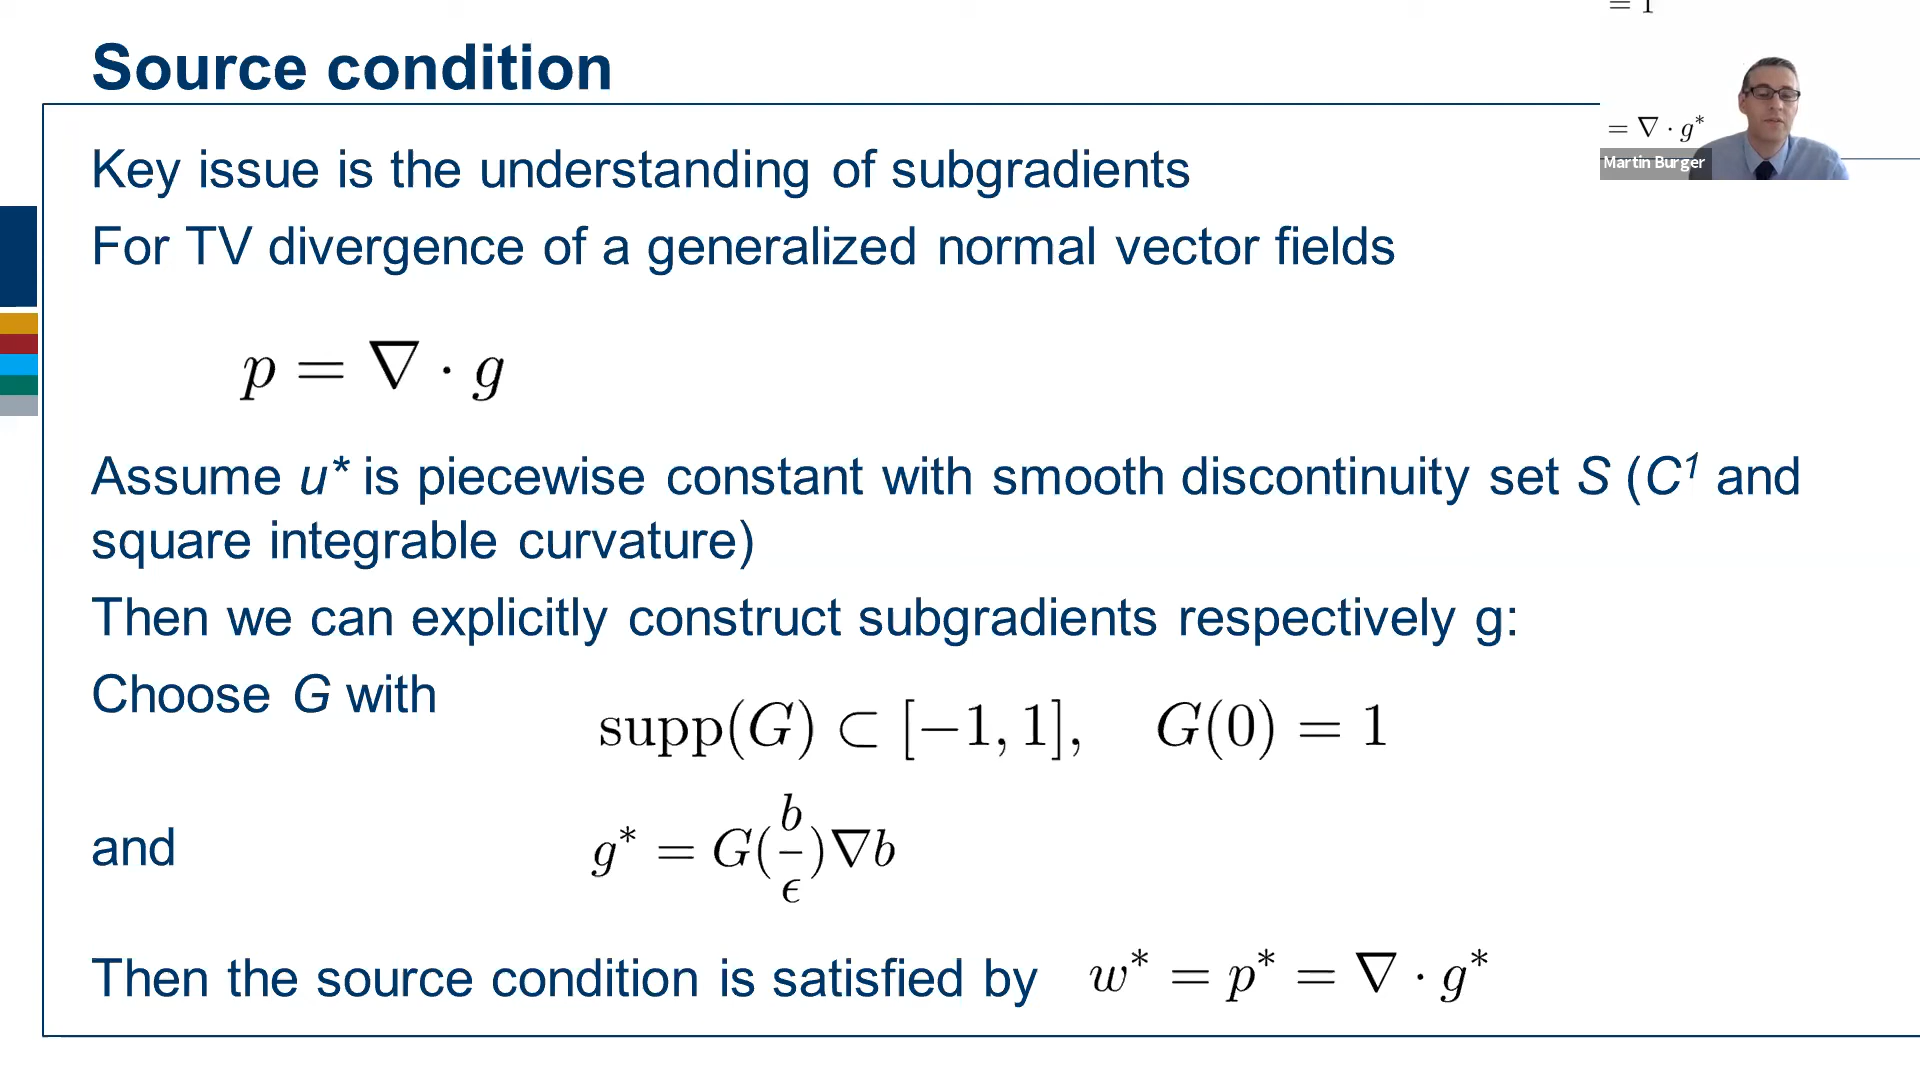 Source condition
= 1
= ∇ · g*
Martin Burger
Key issue is the understanding of subgradients
For TV divergence of a generalized normal vector fields
p = ∇ · g
Assume u* is piecewise constant with smooth discontinuity set S (C¹ and
square integrable curvature)
Then we can explicitly construct subgradients respectively g:
Choose G with
supp(G) ⊂ [−1, 1], G(0) = 1
and
g* = G(b/ϵ)∇b
Then the source condition is satisfied by w* = p* = ∇ · g*